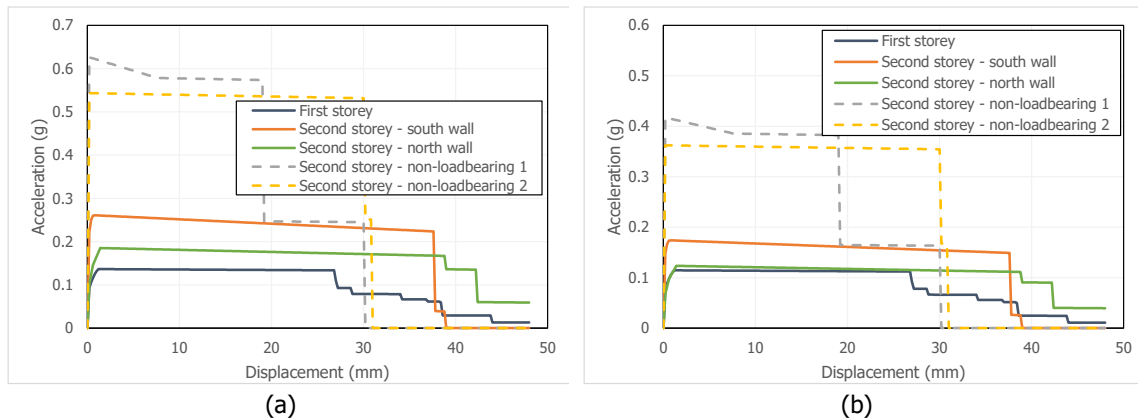 0.7
0.6
0.5
0.4
0.3
0.2
0.1
0
Acceleration (g)
0 10 20 30 40 50
Displacement (mm)
First storey
Second storey - south wall
Second storey - north wall
Second storey - non-loadbearing 1
Second storey - non-loadbearing 2
(a)
0.6
0.5
0.4
0.3
0.2
0.1
0
Acceleration (g)
0 10 20 30 40 50
Displacement (mm)
First storey
Second storey - south wall
Second storey - north wall
Second storey - non-loadbearing 1
Second storey - non-loadbearing 2
(b)